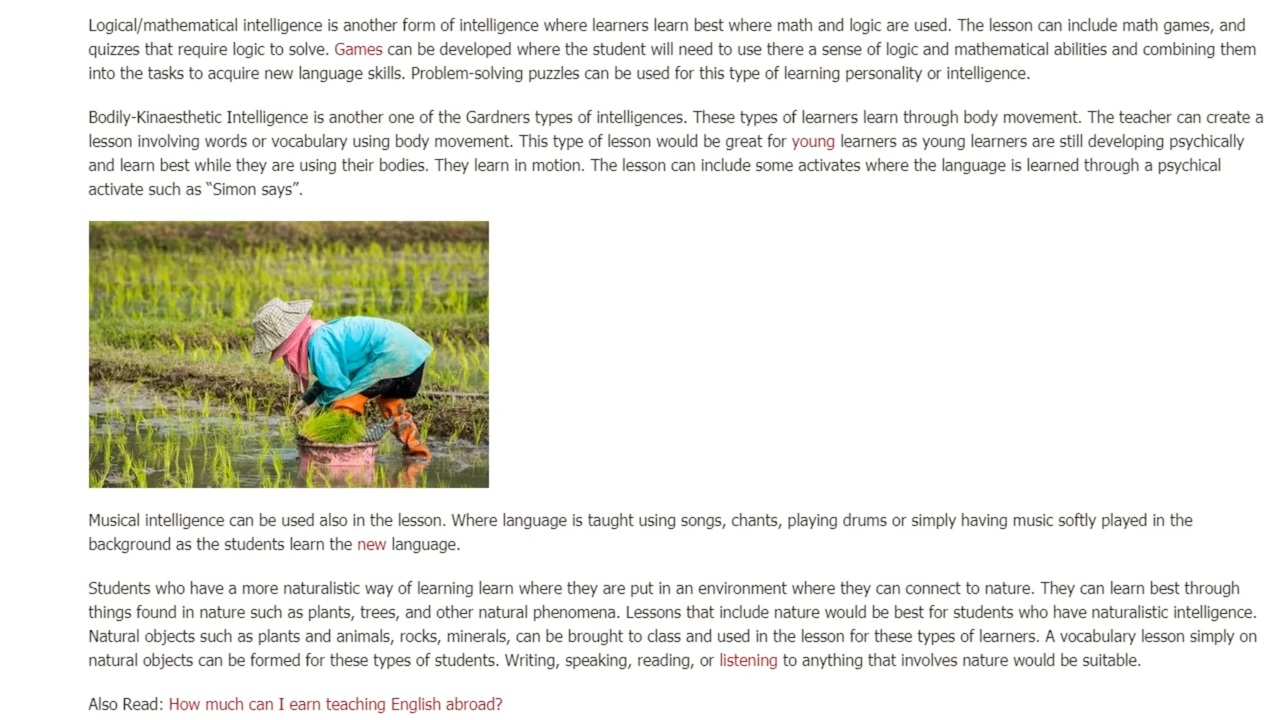 Logical/mathematical intelligence is another form of intelligence where learners learn best where math and logic are used. The lesson can include math games, and
quizzes that require logic to solve. Games can be developed where the student will need to use there a sense of logic and mathematical abilities and combining them
into the tasks to acquire new language skills. Problem-solving puzzles can be used for this type of learning personality or intelligence.
Bodily-Kinaesthetic Intelligence is another one of the Gardners types of intelligences. These types of learners learn through body movement. The teacher can create a
lesson involving words or vocabulary using body movement. This type of lesson would be great for young learners as young learners are still developing psychically
and learn best while they are using their bodies. They learn in motion. The lesson can include some activates where the language is learned through a psychical
activate such as “Simon says”.
Musical intelligence can be used also in the lesson. Where language is taught using songs, chants, playing drums or simply having music softly played in the
background as the students learn the new language.
Students who have a more naturalistic way of learning learn where they are put in an environment where they can connect to nature. They can learn best through
things found in nature such as plants, trees, and other natural phenomena. Lessons that include nature would be best for students who have naturalistic intelligence.
Natural objects such as plants and animals, rocks, minerals, can be brought to class and used in the lesson for these types of learners. A vocabulary lesson simply on
natural objects can be formed for these types of students. Writing, speaking, reading, or listening to anything that involves nature would be suitable.
Also Read: How much can I earn teaching English abroad?